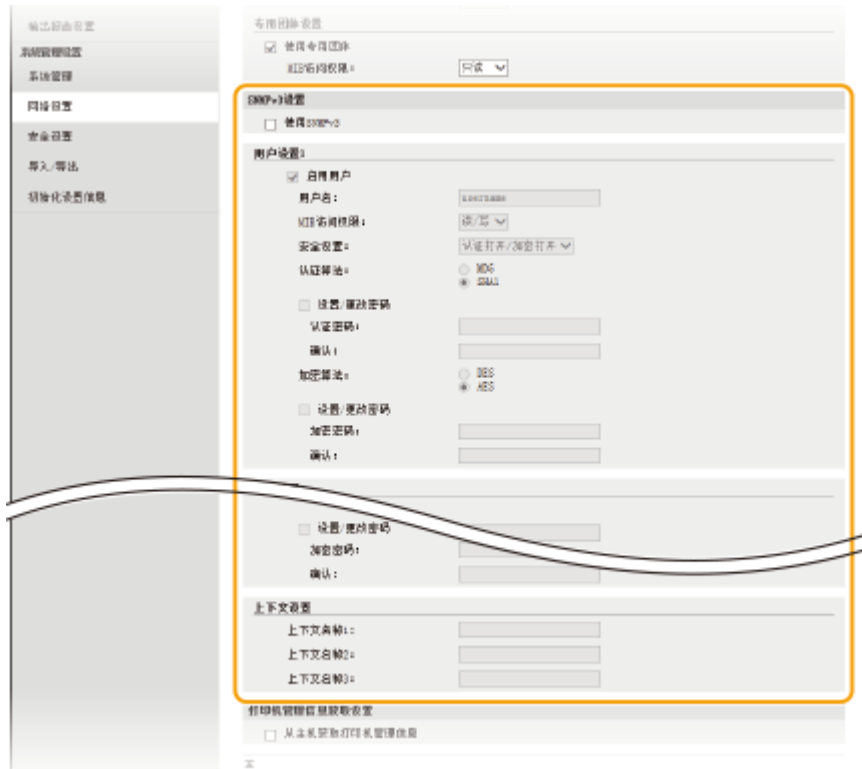 输出报告设置
系统管理设置
系统管理
网络设置
安全设置
导入/导出
初始化设置信息
专用团体设置
使用专用团体
MIB访问权限:
只读
SNMPv3设置
使用SNMPv3
用户设置1
启用用户
用户名:
username
MIB访问权限:
读/写
安全设置:
认证打开/加密打开
认证算法:
MD5
SHA1
设置/更改密码
认证密码:
确认:
加密算法:
DES
AES
设置/更改密码
加密密码:
确认:
设置/更改密码
加密密码:
确认:
上下文设置
上下文名称1:
上下文名称2:
上下文名称3:
打印机管理信息获取设置
从主机获取打印机管理信息